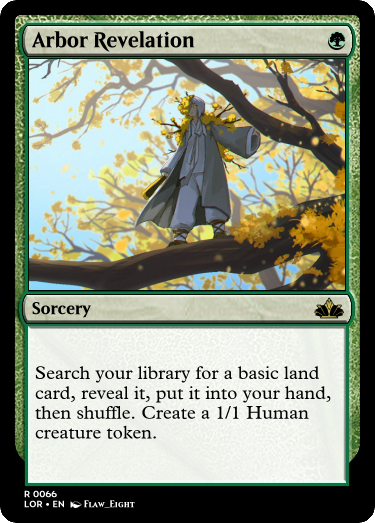 Arbor Revelation
Sorcery
Search your library for a basic land
card, reveal it, put it into your hand,
then shuffle. Create a 1/1 Human
creature token.
R 0066
LOR • EN Flaw_Eight